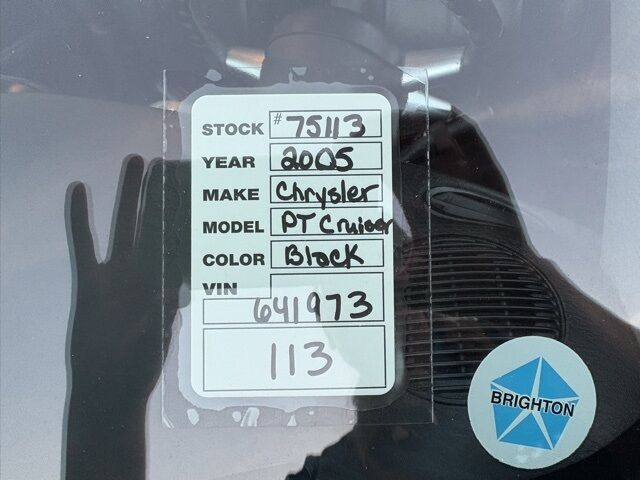 STOCK #75113
YEAR 2005
MAKE Chrysler
MODEL PT Cruiser
COLOR Black
VIN
641973
113
BRIGHTON